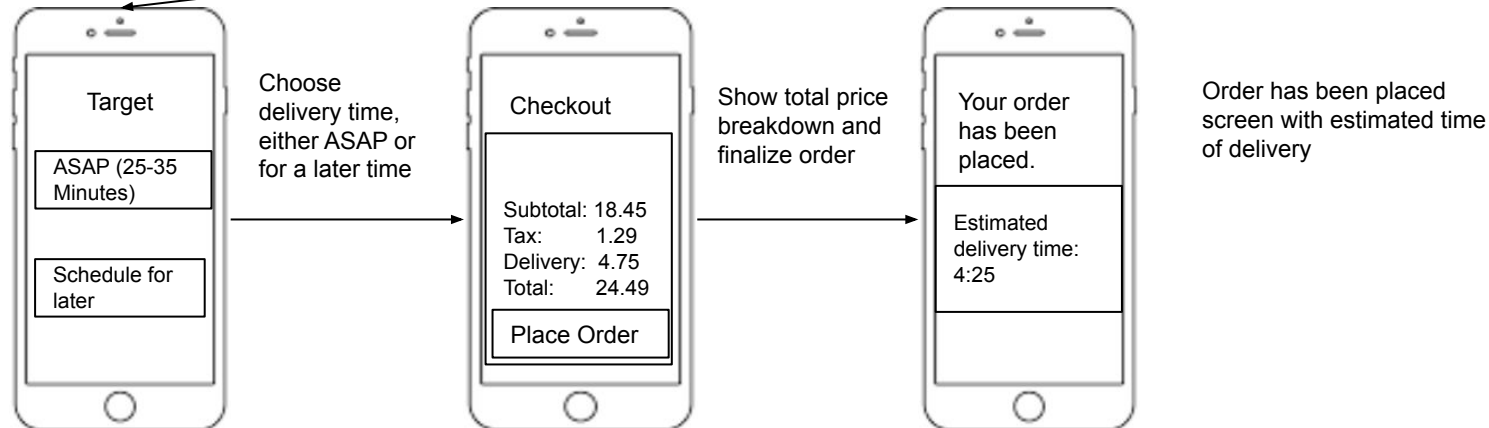 Target
ASAP (25-35
Minutes)
Schedule for
later
Choose
delivery time,
either ASAP or
for a later time
Checkout
Subtotal: 18.45
Tax: 1.29
Delivery: 4.75
Total: 24.49
Place Order
Show total price
breakdown and
finalize order
Your order
has been
placed.
Estimated
delivery time:
4:25
Order has been placed
screen with estimated time
of delivery